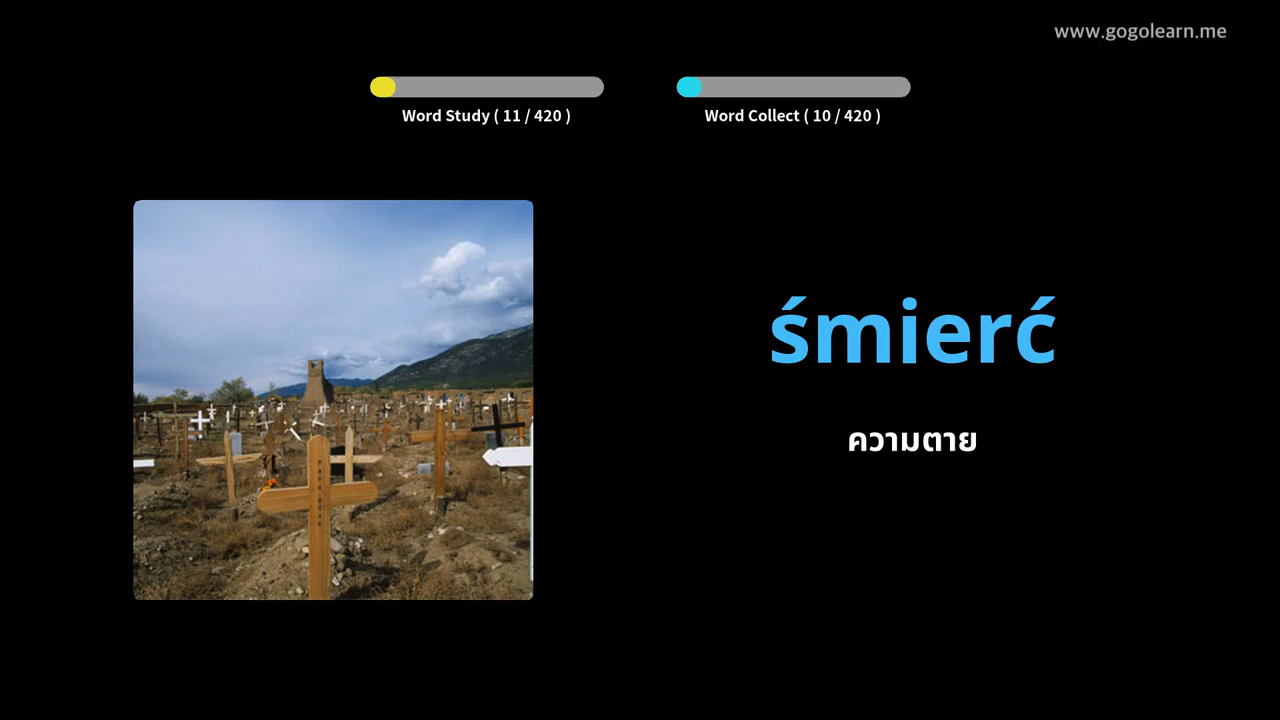 www.gogolearn.me
Word Study ( 11 / 420 )
Word Collect ( 10 / 420 )
śmierć
ความตาย